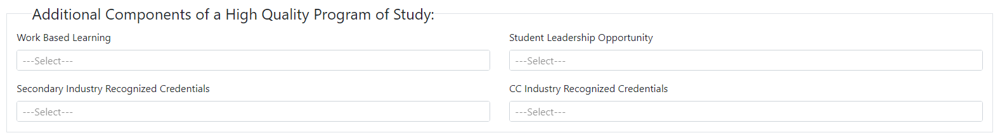 Additional Components of a High Quality Program of Study:
Work Based Learning
Student Leadership Opportunity
---Select---
---Select---
Secondary Industry Recognized Credentials
CC Industry Recognized Credentials
---Select---
---Select---